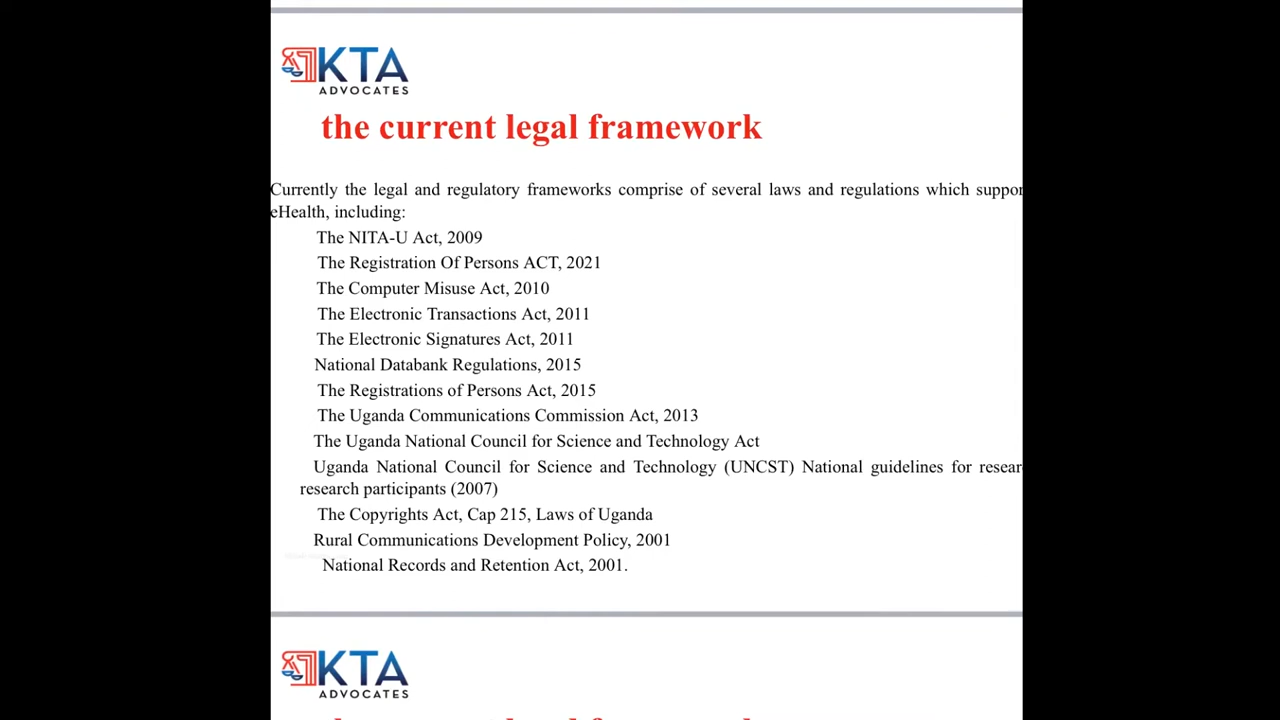 KTA
ADVOCATES
the current legal framework
Currently the legal and regulatory frameworks comprise of several laws and regulations which suppor
eHealth, including:
The NITA-U Act, 2009
The Registration Of Persons ACT, 2021
The Computer Misuse Act, 2010
The Electronic Transactions Act, 2011
The Electronic Signatures Act, 2011
National Databank Regulations, 2015
The Registrations of Persons Act, 2015
The Uganda Communications Commission Act, 2013
The Uganda National Council for Science and Technology Act
Uganda National Council for Science and Technology (UNCST) National guidelines for resear
research participants (2007)
The Copyrights Act, Cap 215, Laws of Uganda
Rural Communications Development Policy, 2001
National Records and Retention Act, 2001.
KTA
ADVOCATES